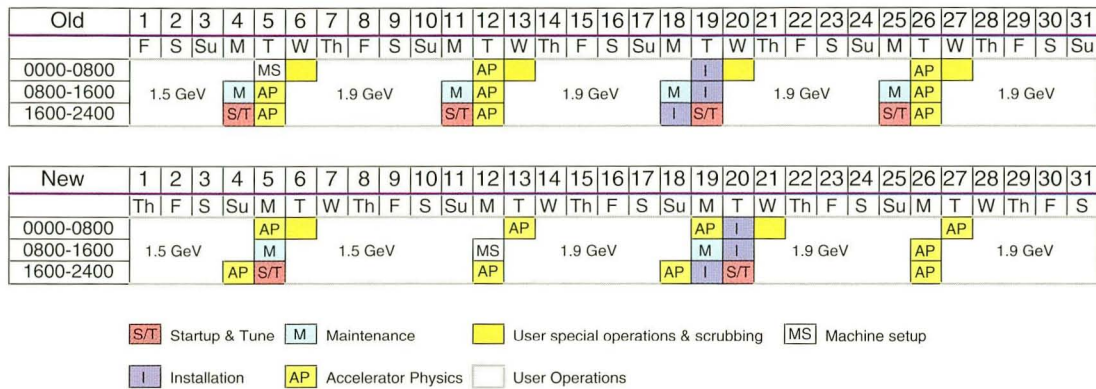 Old 1 2 3 4 5 6 7 8 9 10 11 12 13 14 15 16 17 18 19 20 21 22 23 24 25 26 27 28 29 30 31
F S Su M T W Th F S Su M T W Th F S Su M T W Th F S Su M T W Th F S Su
0000-0800 MS AP I AP
0800-1600 1.5 GeV M AP 1.9 GeV M AP 1.9 GeV M I 1.9 GeV M AP 1.9 GeV
1600-2400 S/T AP S/T AP I S/T S/T AP
New 1 2 3 4 5 6 7 8 9 10 11 12 13 14 15 16 17 18 19 20 21 22 23 24 25 26 27 28 29 30 31
Th F S Su M T W Th F S Su M T W Th F S Su M T W Th F S Su M T W Th F S
0000-0800 AP AP AP I AP
0800-1600 1.5 GeV M 1.5 GeV MS 1.9 GeV M I 1.9 GeV AP 1.9 GeV
1600-2400 AP S/T AP AP I S/T AP
S/T Startup & Tune M Maintenance User special operations & scrubbing MS Machine setup
I Installation AP Accelerator Physics User Operations